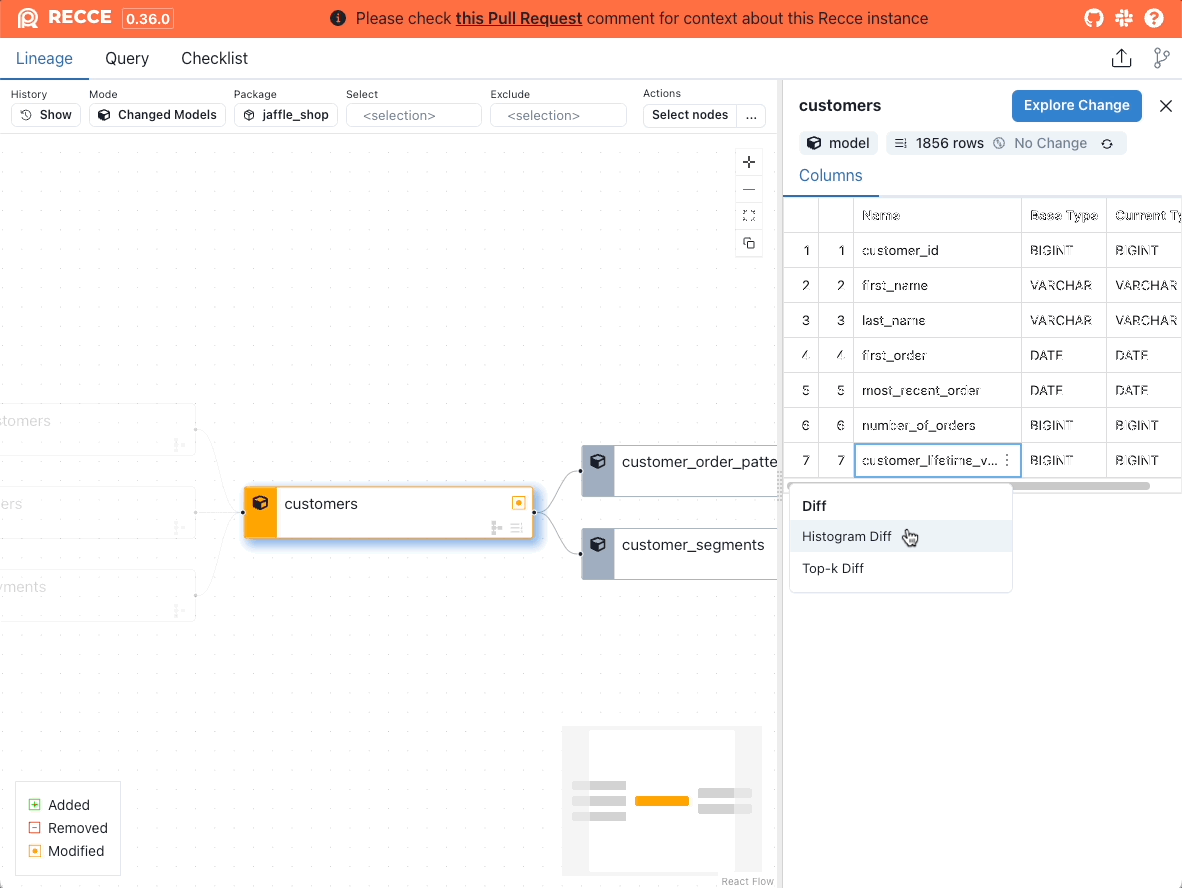 RECCE 0.36.0
Please check this Pull Request comment for context about this Recce instance
Lineage Query Checklist
History Mode Package Select Exclude Actions
Show Changed Models jaffle_shop <selection> <selection> Select nodes ...
customers Explore Change
model 1856 rows No Change
Columns
Name Base Type Current Ty
1 1 customer_id BIGINT BIGINT
2 2 first_name VARCHAR VARCHAR
3 3 last_name VARCHAR VARCHAR
4 4 first_order DATE DATE
5 5 most_recent_order DATE DATE
6 6 number_of_orders BIGINT BIGINT
7 7 customer_lifetime_v... BIGINT BIGINT
Diff
Histogram Diff
Top-k Diff
stomers
ers
yments
customers
customer_order_patte
customer_segments
Added
Removed
Modified
React Flow